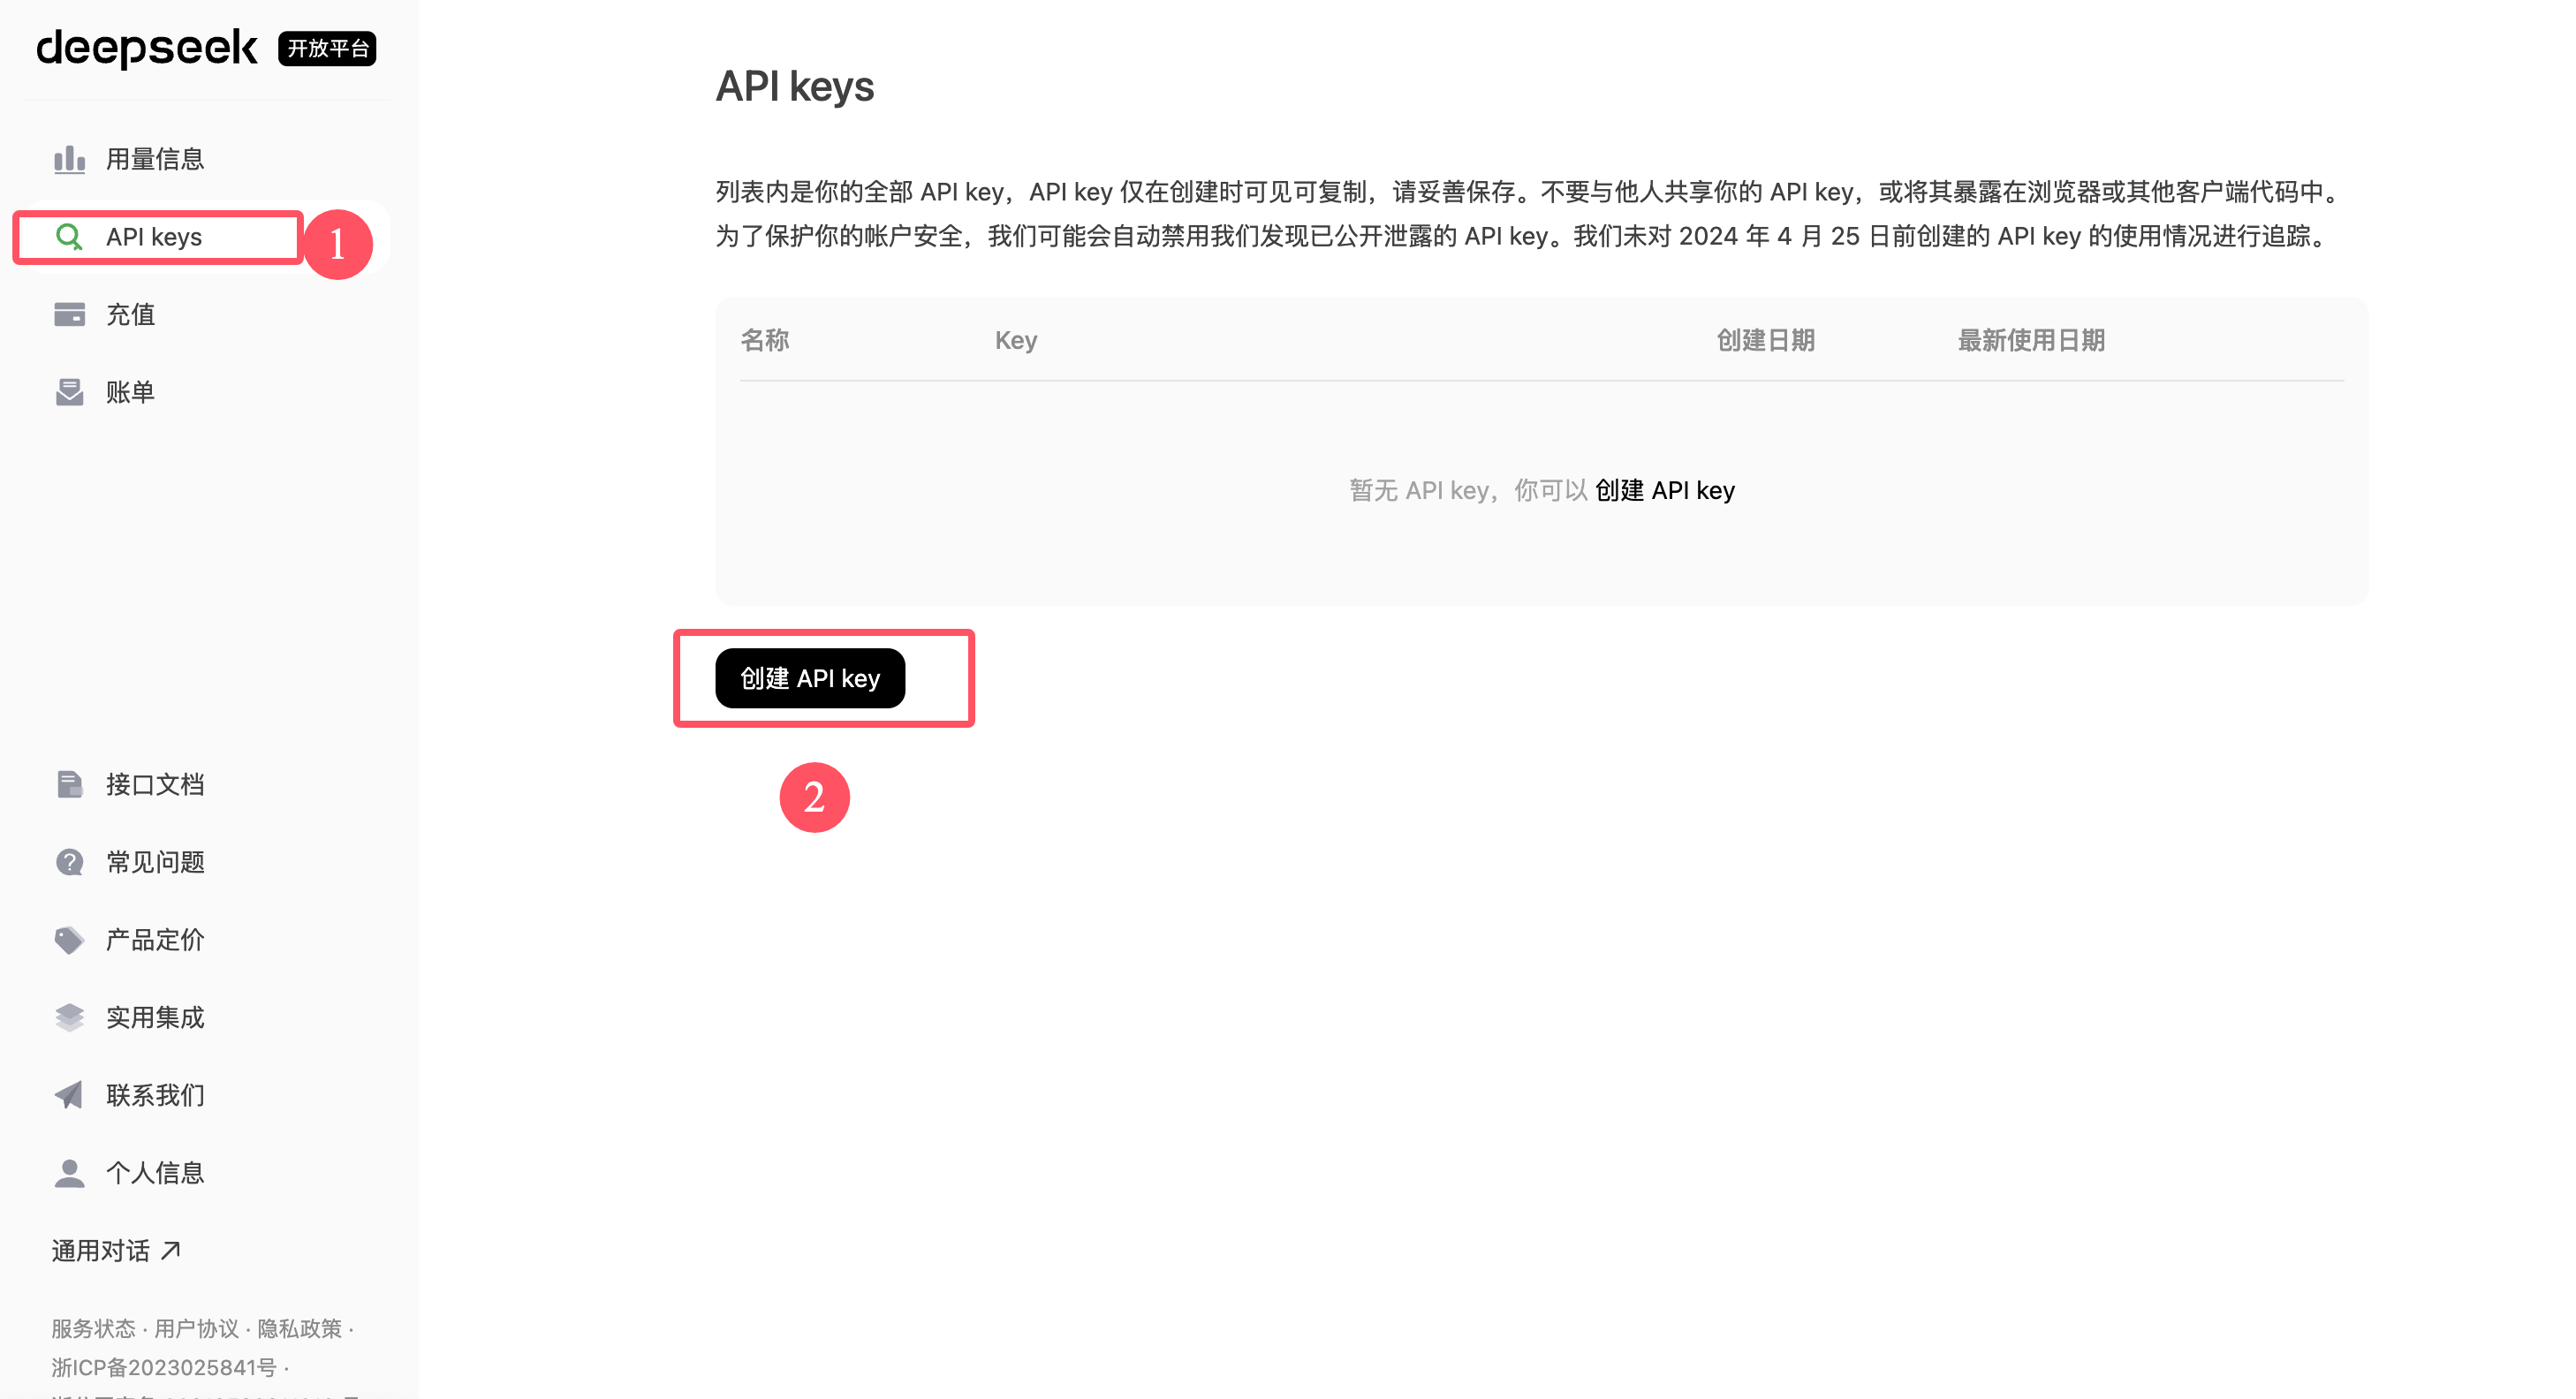 deepseek 开放平台
用量信息
API keys
1
充值
账单
接口文档
常见问题
产品定价
实用集成
联系我们
个人信息
通用对话
服务状态 · 用户协议 · 隐私政策 ·
浙ICP备2023025841号 ·
API keys
列表内是你的全部 API key，API key 仅在创建时可见可复制，请妥善保存。不要与他人共享你的 API key，或将其暴露在浏览器或其他客户端代码中。
为了保护你的帐户安全，我们可能会自动禁用我们发现已公开泄露的 API key。我们未对 2024 年 4 月 25 日前创建的 API key 的使用情况进行追踪。
名称 Key 创建日期 最新使用日期
暂无 API key，你可以 创建 API key
创建 API key
2